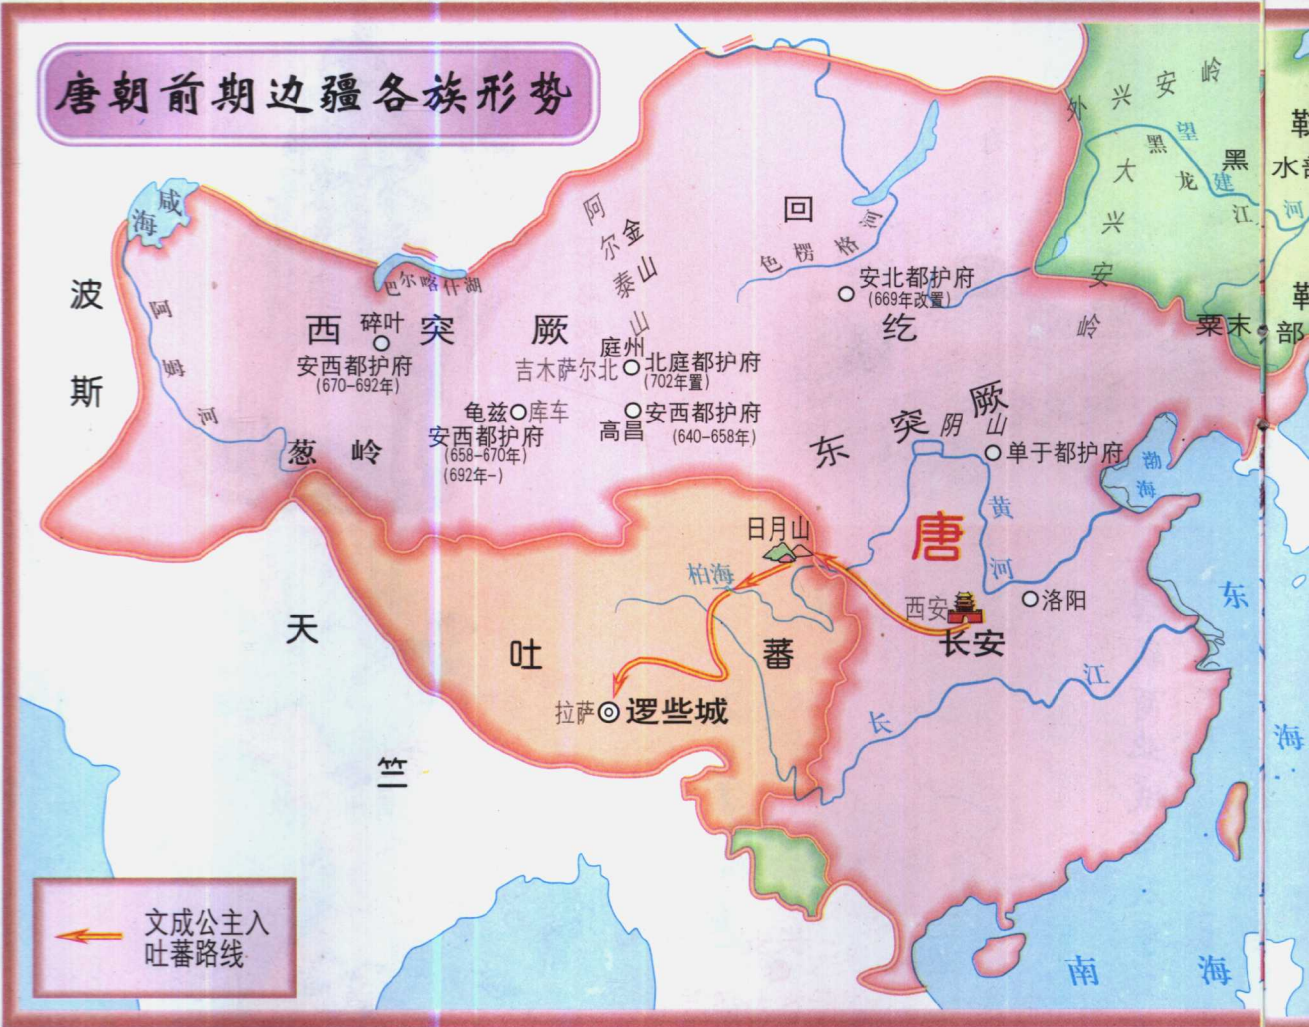 唐朝前期边疆各族形势
外兴安岭
望建河
黑龙江
黑
水
大兴安岭
咸海
回
纥
阿尔泰山
金山
色楞格河
安北都护府
(669年改置)
波斯
阿
河
巴尔喀什湖
西突厥
碎叶
安西都护府
(670-692年)
庭州
吉木萨尔北
北庭都护府
(702年置)
龟兹
库车
安西都护府
(658-670年)
(692年-)
高昌
安西都护府
(640-658年)
粟末
部
葱岭
东突厥
阴山
单于都护府
渤海
黄河
唐
日月山
柏海
西安
长安
洛阳
东海
天竺
吐蕃
拉萨
逻些城
长江
南海
文成公主入
吐蕃路线